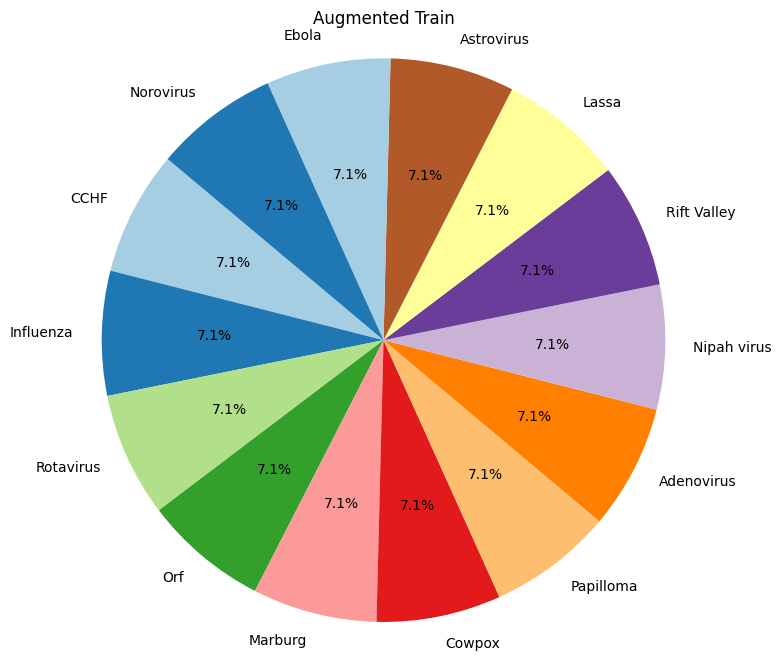 Augmented Train
Ebola
Astrovirus
Norovirus
Lassa
CCHF
Rift Valley
Influenza
Nipah virus
Rotavirus
Adenovirus
Orf
Papilloma
Marburg
Cowpox
7.1%
7.1%
7.1%
7.1%
7.1%
7.1%
7.1%
7.1%
7.1%
7.1%
7.1%
7.1%
7.1%
7.1%